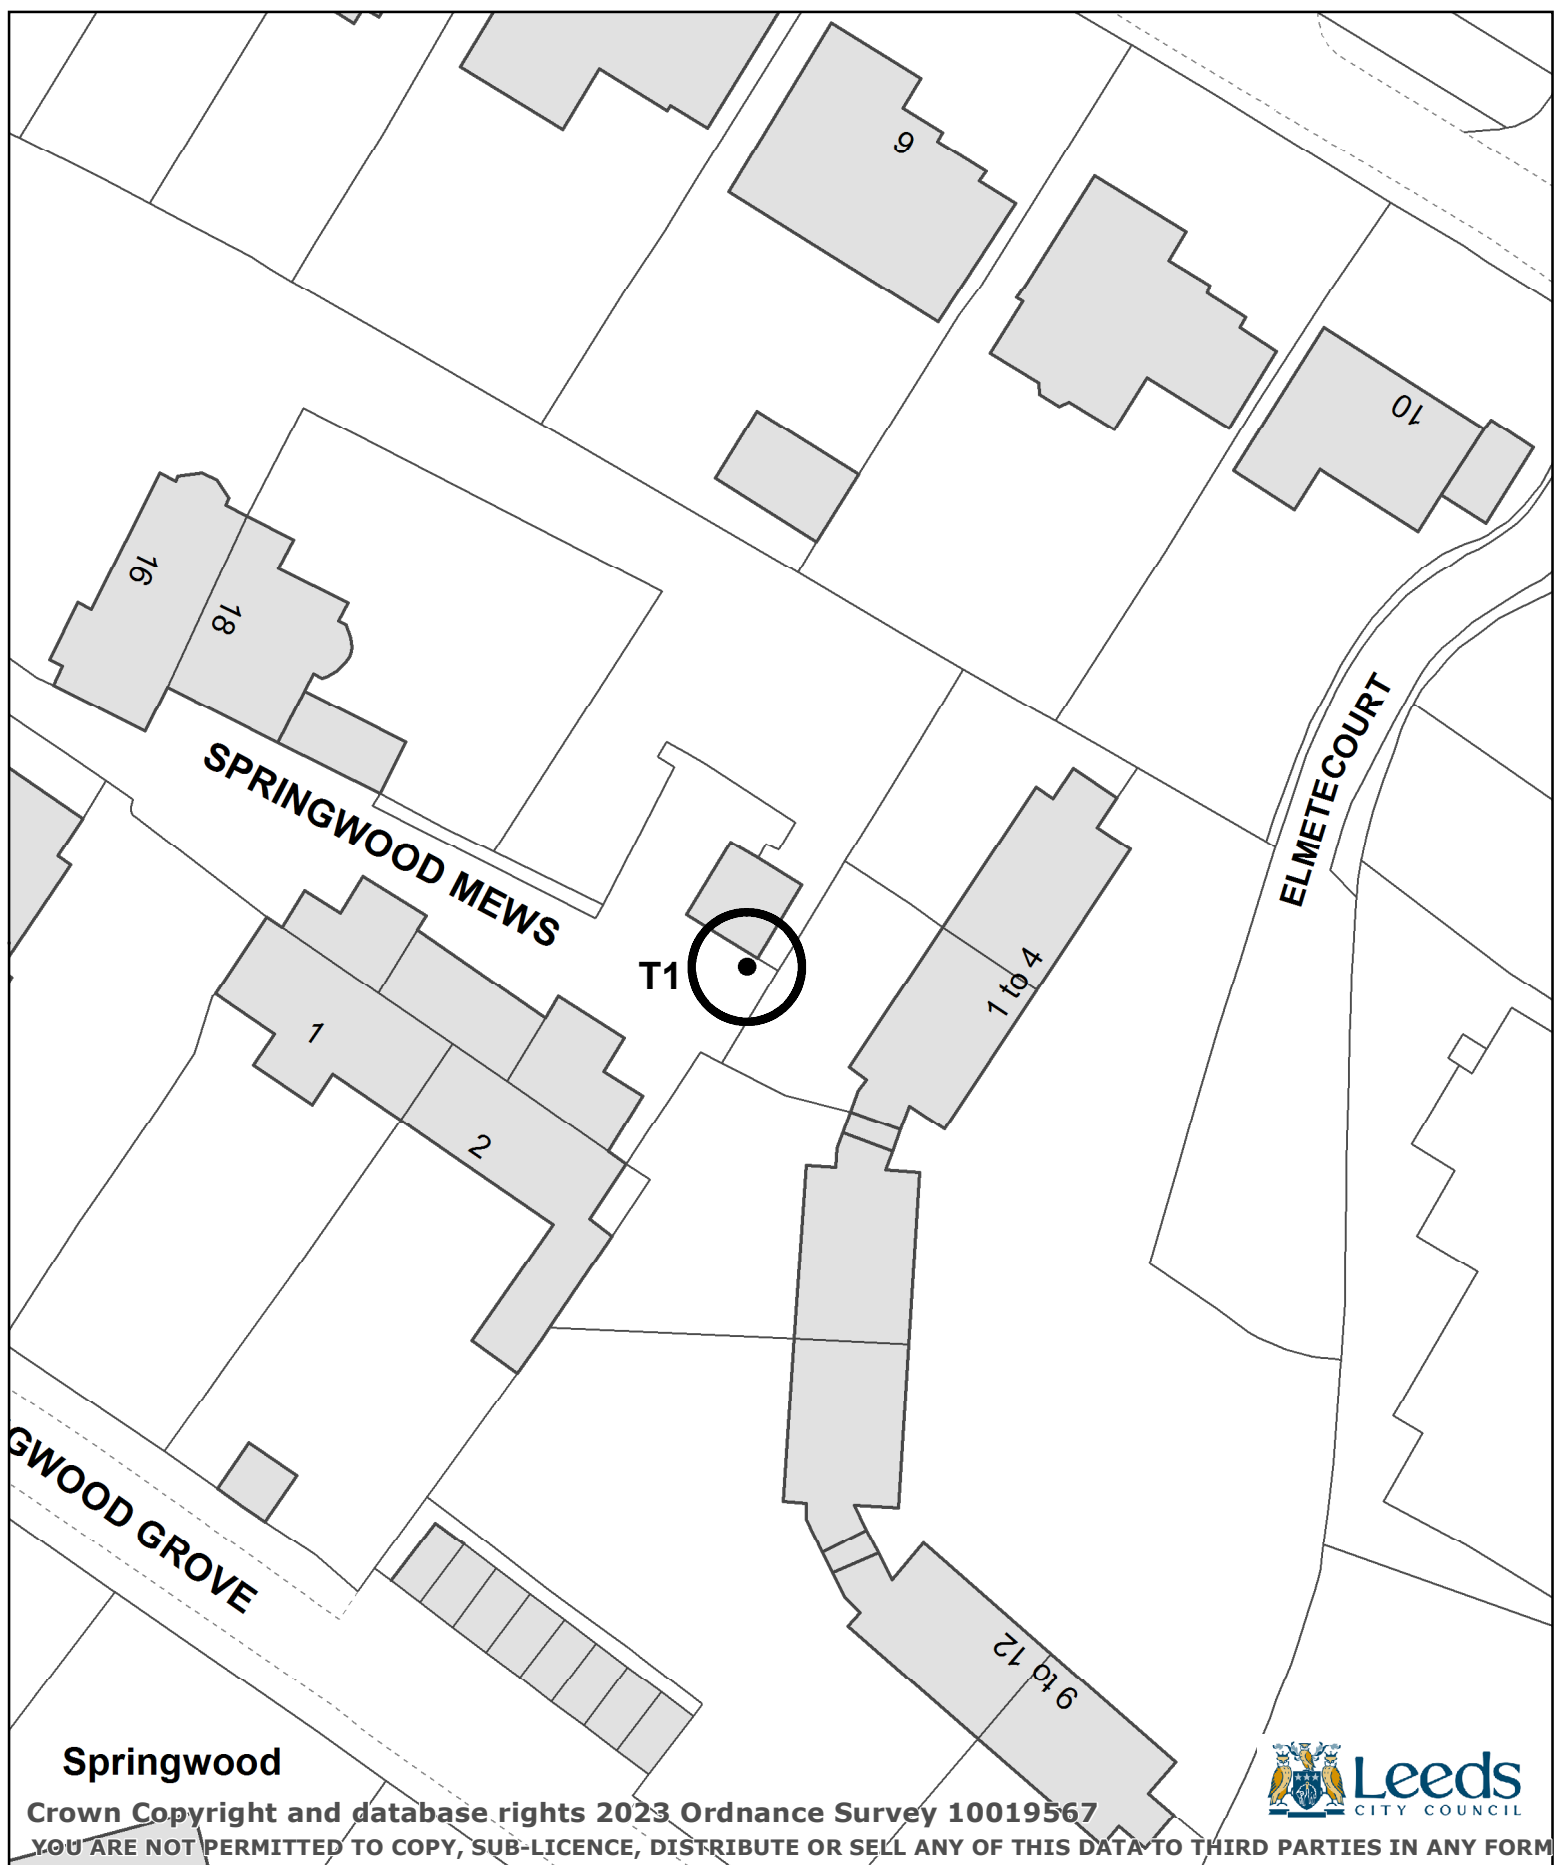 9
10
16
18
SPRINGWOOD MEWS
ELMETECOURT
T1
1 to 4
1
2
GWOOD GROVE
9 to 12
Springwood
Leeds
CITY COUNCIL
Crown Copyright and database rights 2023 Ordnance Survey 10019567
YOU ARE NOT PERMITTED TO COPY, SUB-LICENCE, DISTRIBUTE OR SELL ANY OF THIS DATA TO THIRD PARTIES IN ANY FORM